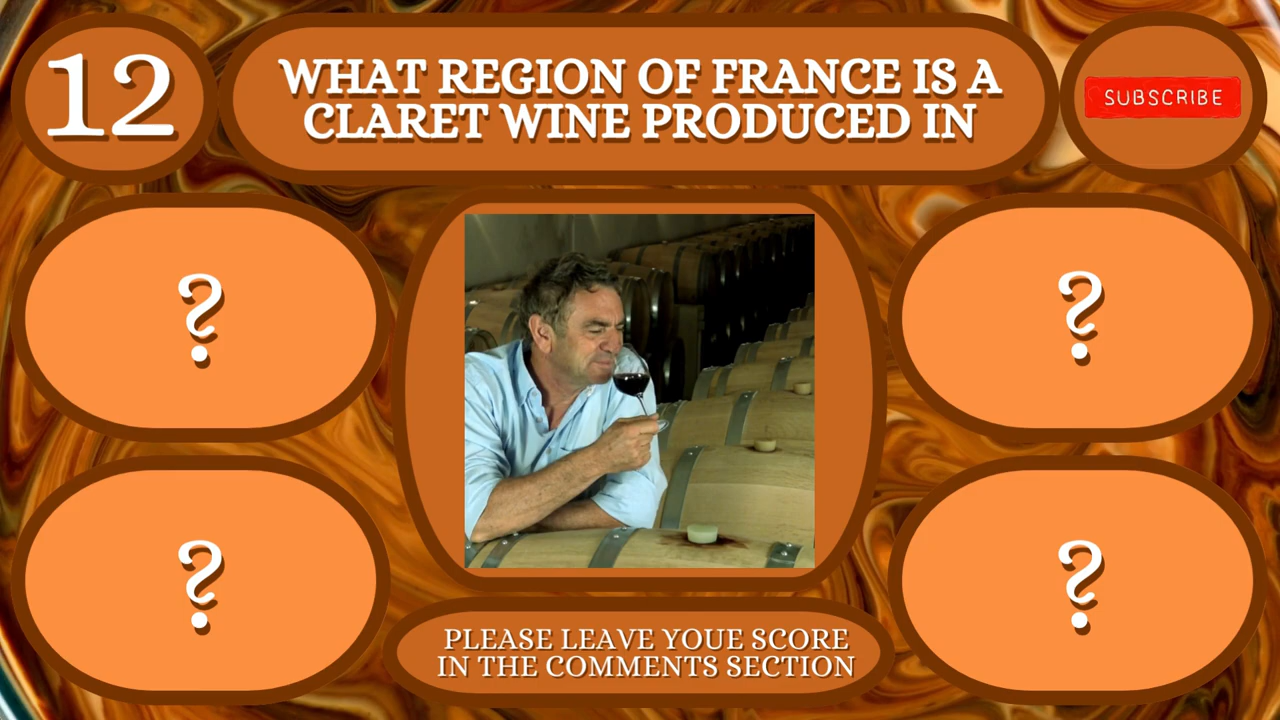 12
WHAT REGION OF FRANCE IS A
CLARET WINE PRODUCED IN
SUBSCRIBE
?
?
?
?
PLEASE LEAVE YOUE SCORE
IN THE COMMENTS SECTION